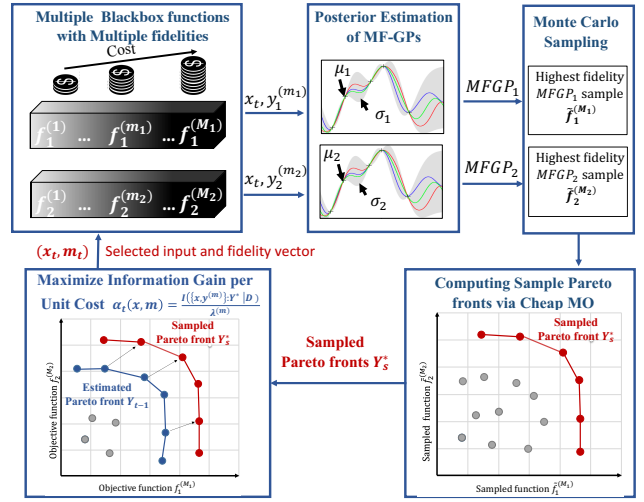 Multiple Blackbox functions
with Multiple fidelities
Cost
$
$
$
f_1^{(1)} ... f_1^{(m_1)} ... f_1^{(M_1)}
f_2^{(1)} ... f_2^{(m_2)} ... f_2^{(M_2)}
x_t, y_1^{(m_1)}
x_t, y_2^{(m_2)}
Posterior Estimation
of MF-GPs
μ_1
σ_1
μ_2
σ_2
MFGP_1
MFGP_2
Monte Carlo
Sampling
Highest fidelity
MFGP_1 sample
f̃_1^{(M_1)}
Highest fidelity
MFGP_2 sample
f̃_2^{(M_2)}
(x_t, m_t) Selected input and fidelity vector
Maximize Information Gain per
Unit Cost α_t(x, m) = I({x, y^{(m)}}; Y* | D) / λ^{(m)}
Sampled
Pareto front Y_s^*
Estimated
Pareto front Y_{t-1}
Objective function f_2^{(M_2)}
Objective function f_1^{(M_1)}
Sampled
Pareto fronts Y_s^*
Computing Sample Pareto
fronts via Cheap MO
Sampled
Pareto front Y_s^*
Sampled function f̃_2^{(M_2)}
Sampled function f̃_1^{(M_1)}